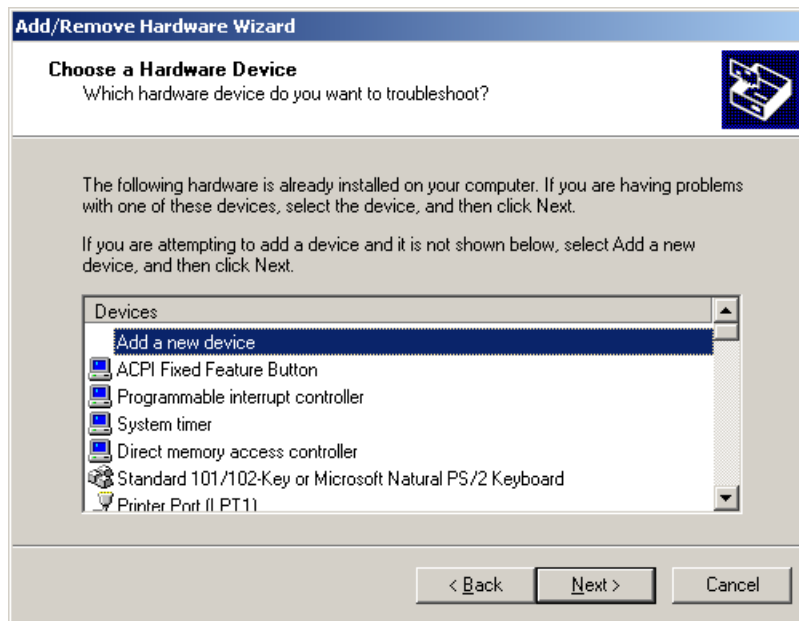 Add/Remove Hardware Wizard
Choose a Hardware Device
Which hardware device do you want to troubleshoot?
The following hardware is already installed on your computer. If you are having problems
with one of these devices, select the device, and then click Next.
If you are attempting to add a device and it is not shown below, select Add a new
device, and then click Next.
Devices
Add a new device
ACPI Fixed Feature Button
Programmable interrupt controller
System timer
Direct memory access controller
Standard 101/102-Key or Microsoft Natural PS/2 Keyboard
Printer Port (LPT1)
< Back
Next >
Cancel